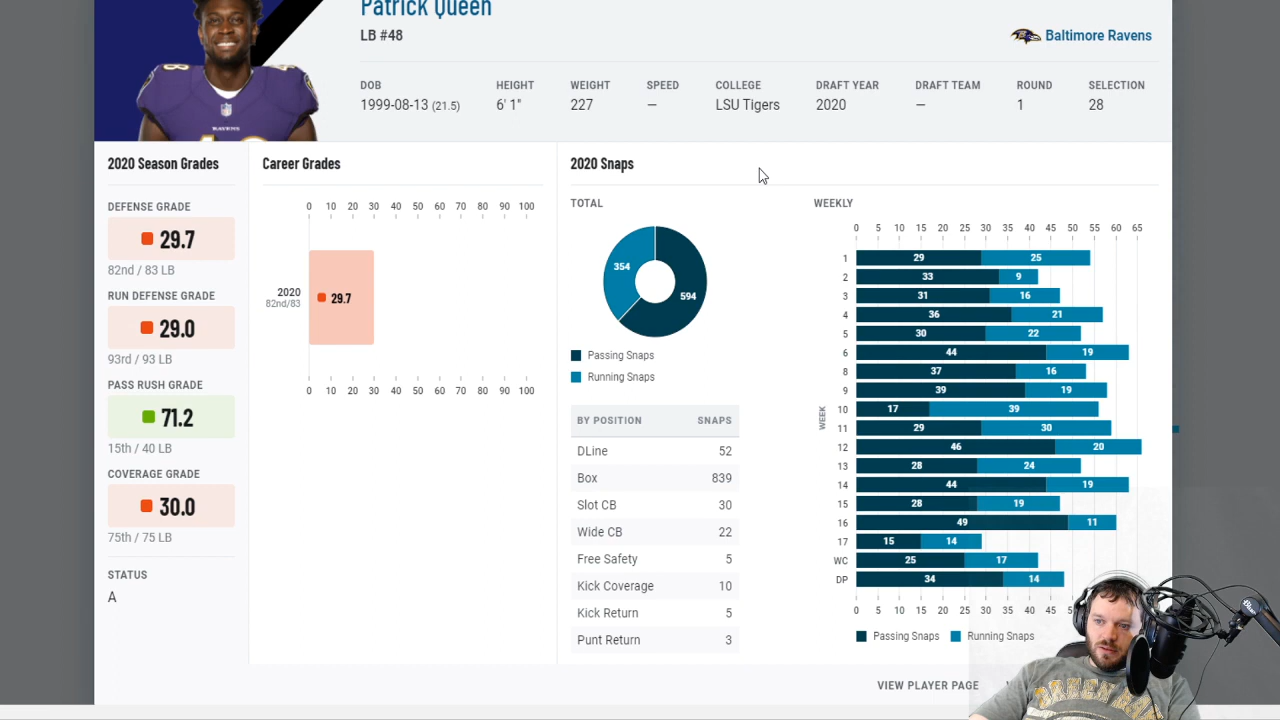 Patrick Queen
LB #48
Baltimore Ravens
DOB HEIGHT WEIGHT SPEED COLLEGE DRAFT YEAR DRAFT TEAM ROUND SELECTION
1999-08-13 (21.5) 6' 1" 227 — LSU Tigers 2020 — 1 28
2020 Season Grades
DEFENSE GRADE
29.7
82nd / 83 LB
RUN DEFENSE GRADE
29.0
93rd / 93 LB
PASS RUSH GRADE
71.2
15th / 40 LB
COVERAGE GRADE
30.0
75th / 75 LB
STATUS
A
Career Grades
0 10 20 30 40 50 60 70 80 90 100
2020
82nd/83
29.7
0 10 20 30 40 50 60 70 80 90 100
2020 Snaps
TOTAL
354
594
Passing Snaps
Running Snaps
BY POSITION SNAPS
DLine 52
Box 839
Slot CB 30
Wide CB 22
Free Safety 5
Kick Coverage 10
Kick Return 5
Punt Return 3
WEEKLY
0 5 10 15 20 25 30 35 40 45 50 55 60 65
WEEK
1 29 25
2 33 9
3 31 16
4 36 21
5 30 22
6 44 19
8 37 16
9 39 19
10 17 39
11 29 30
12 46 20
13 28 24
14 44 19
15 28 19
16 49 11
17 15 14
WC 25 17
DP 34 14
0 5 10 15 20 25 30 35 40 45
Passing Snaps Running Snaps
VIEW PLAYER PAGE